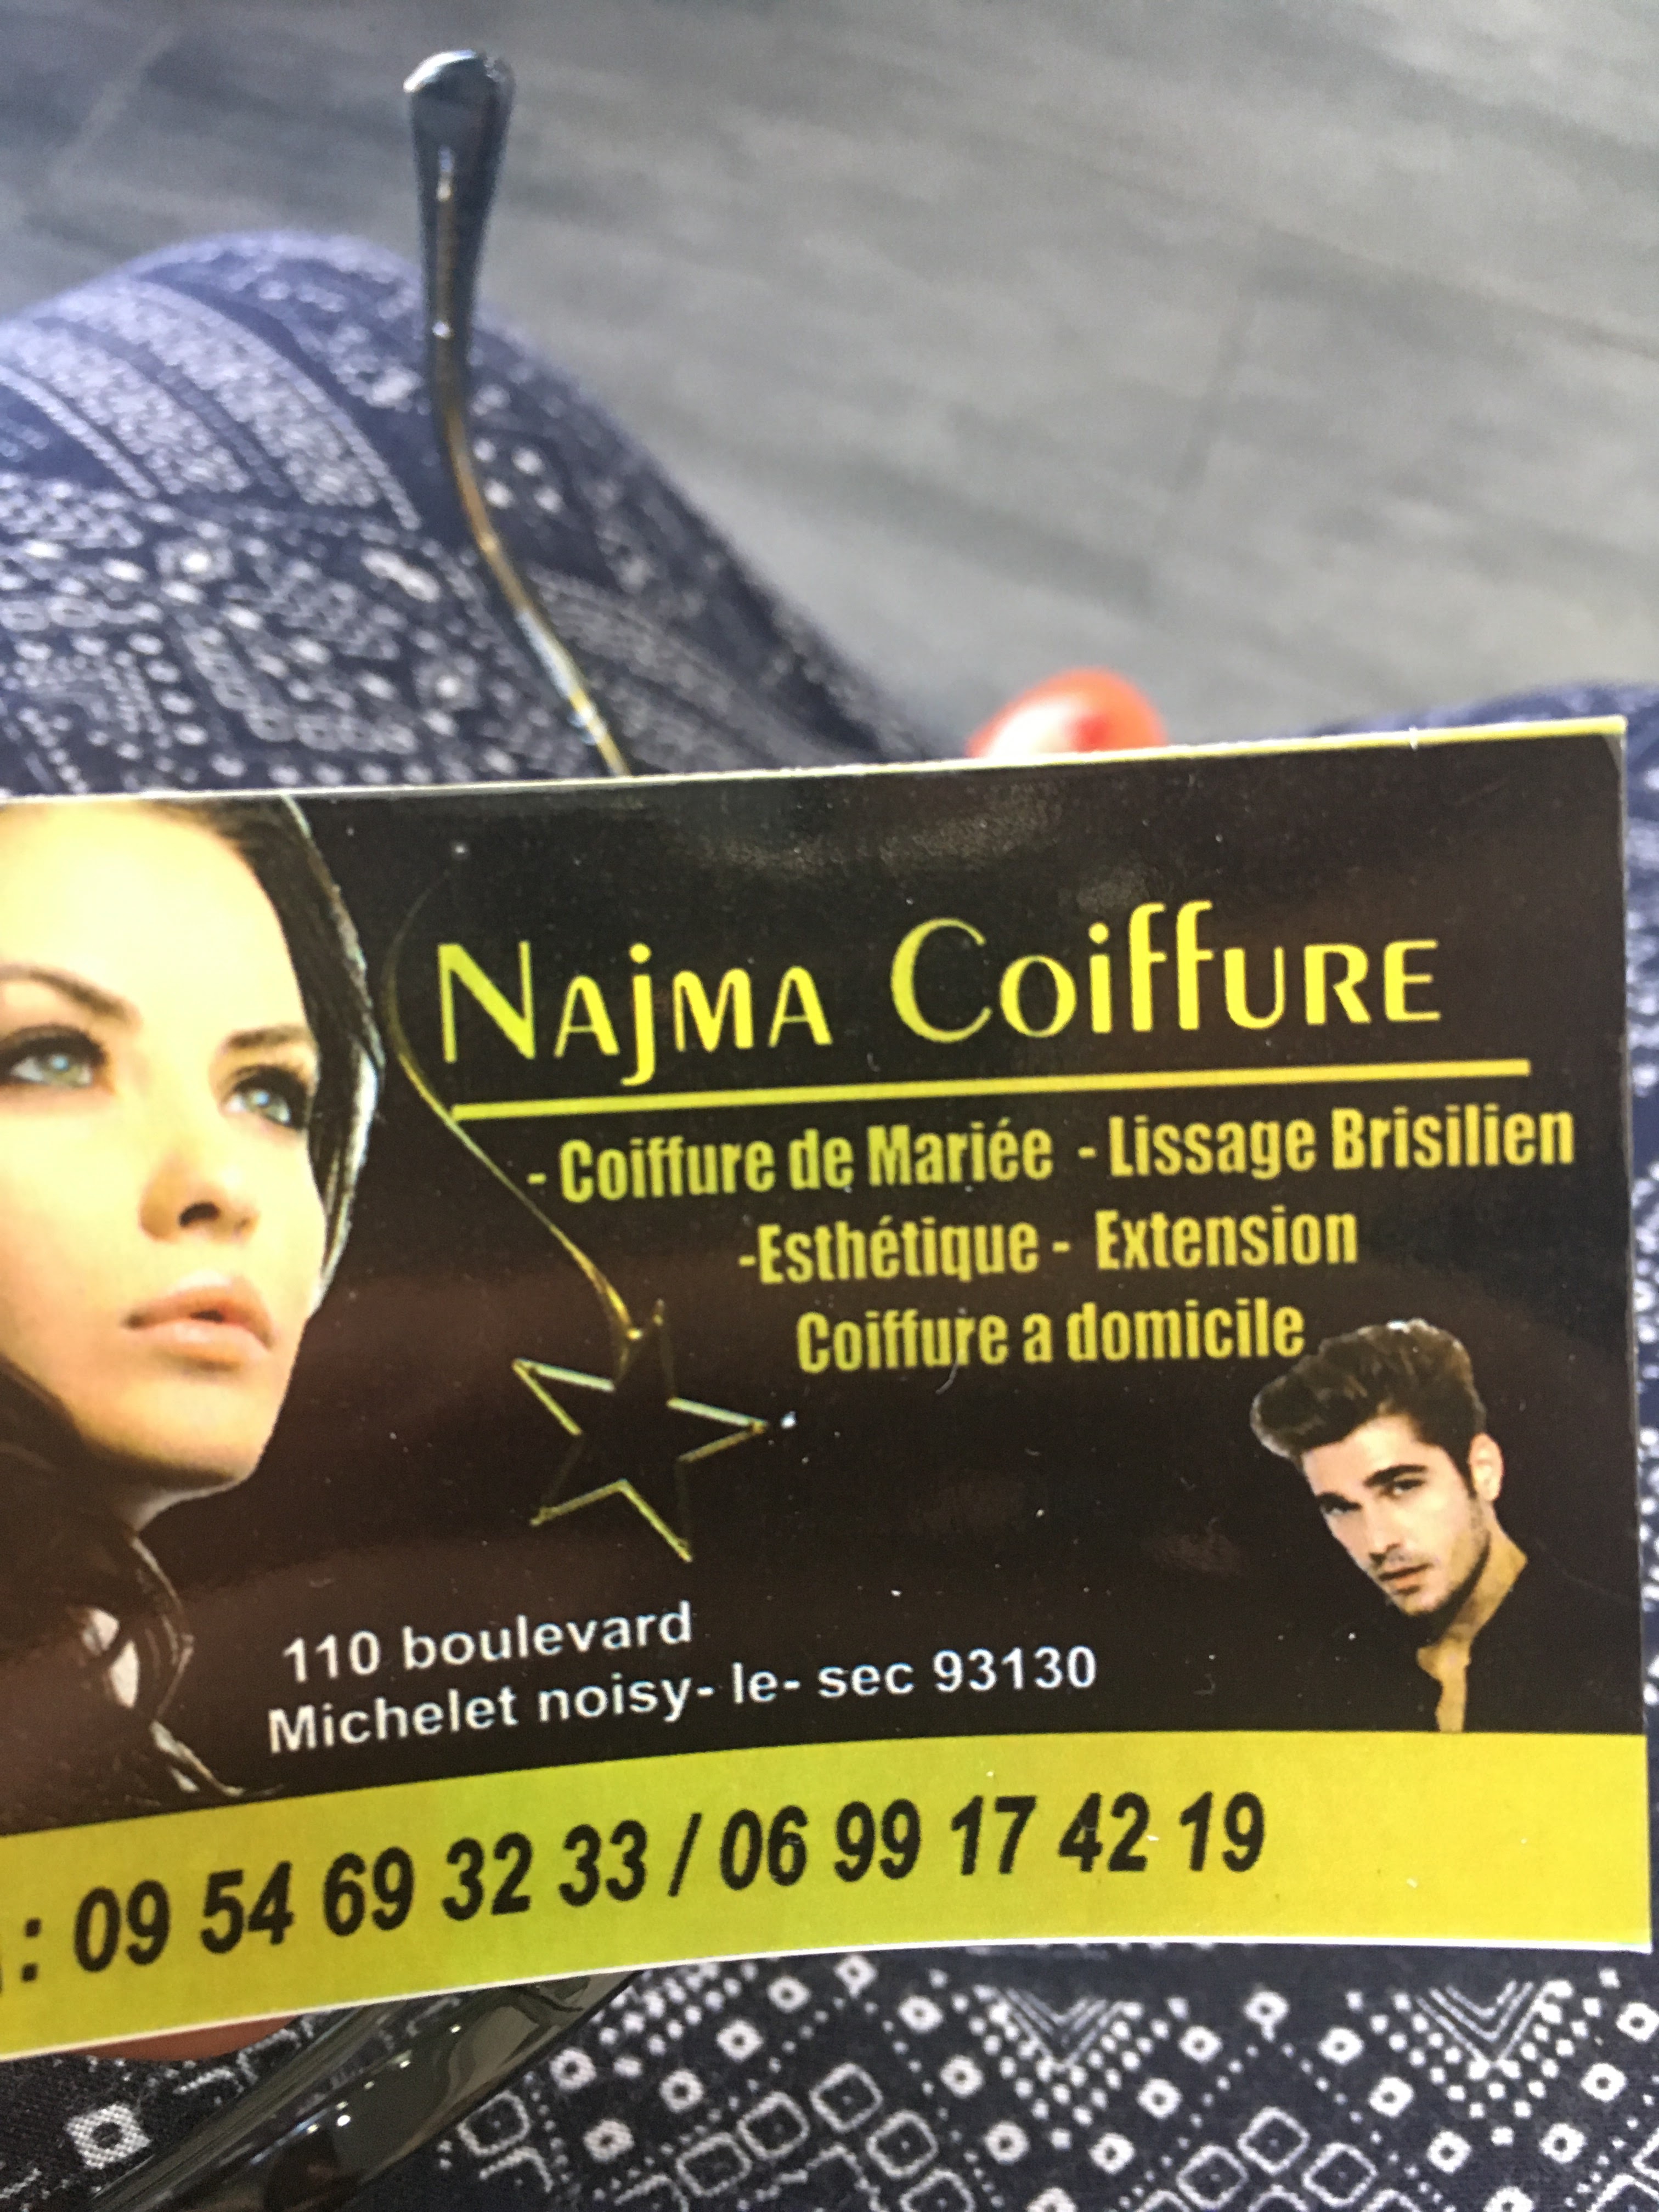 Najma Coiffure
- Coiffure de Mariée - Lissage Brisilien
-Esthétique - Extension
Coiffure a domicile
110 boulevard
Michelet noisy- le- sec 93130
: 09 54 69 32 33 / 06 99 17 42 19